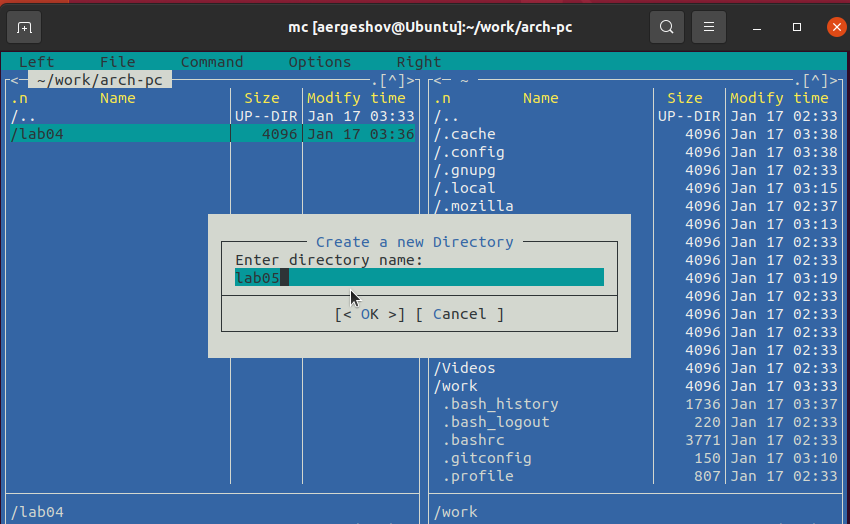 mc [aergeshov@Ubuntu]:~/work/arch-pc
Left File Command Options Right
<─ ~/work/arch-pc .[^]>
.n Name Size Modify time
/.. UP--DIR Jan 17 03:33
/lab04 4096 Jan 17 03:36
/lab04
<─ ~ .[^]>
.n Name Size Modify time
/.. UP--DIR Jan 17 02:33
/.cache 4096 Jan 17 03:38
/.config 4096 Jan 17 03:38
/.gnupg 4096 Jan 17 02:33
/.local 4096 Jan 17 03:15
/.mozilla 4096 Jan 17 02:37
4096 Jan 17 03:13
4096 Jan 17 02:33
4096 Jan 17 02:33
4096 Jan 17 03:19
4096 Jan 17 02:33
4096 Jan 17 02:33
4096 Jan 17 02:33
4096 Jan 17 02:33
/Videos 4096 Jan 17 02:33
/work 4096 Jan 17 03:33
.bash_history 1736 Jan 17 03:37
.bash_logout 220 Jan 17 02:33
.bashrc 3771 Jan 17 02:33
.gitconfig 150 Jan 17 03:10
.profile 807 Jan 17 02:33
/work
Create a new Directory
Enter directory name:
lab05
[< OK >] [ Cancel ]